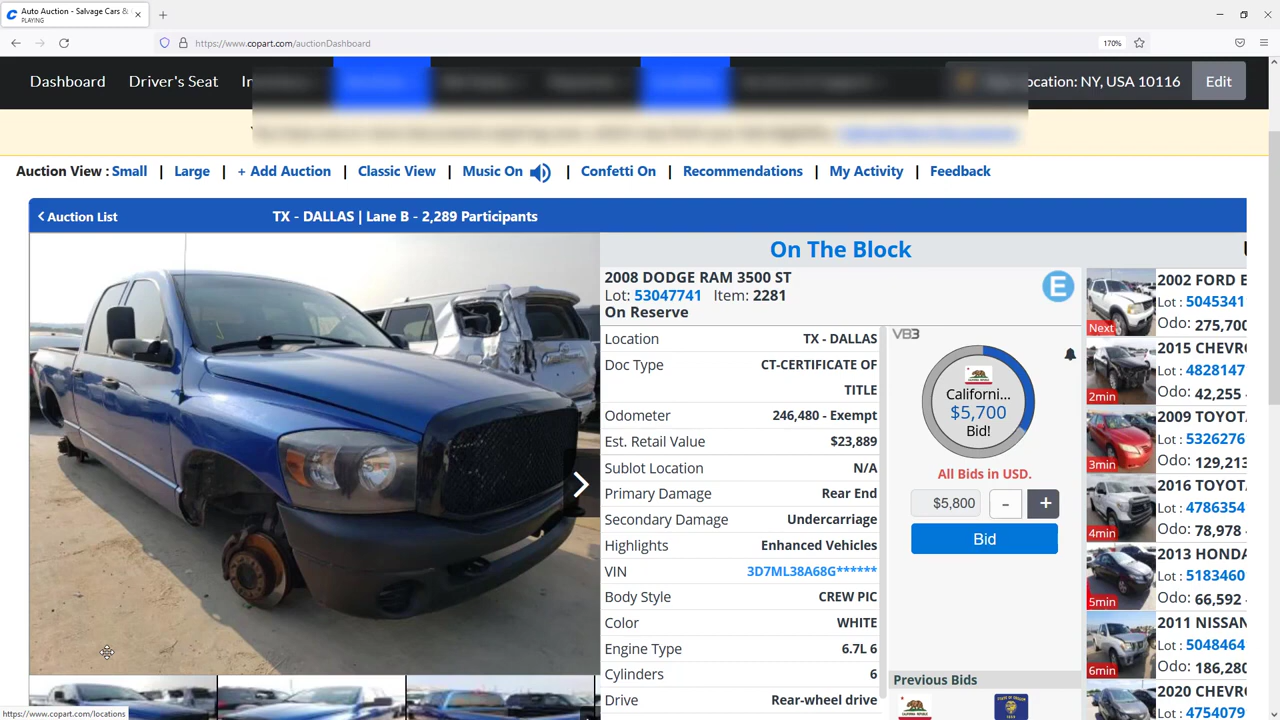 Auto Auction - Salvage Cars &
PLAYING
https://www.copart.com/auctionDashboard
170%
Dashboard
Driver's Seat
Location: NY, USA 10116
Edit
Auction View : Small | Large | + Add Auction | Classic View | Music On | Confetti On | Recommendations | My Activity | Feedback
Auction List
TX - DALLAS | Lane B - 2,289 Participants
On The Block
2008 DODGE RAM 3500 ST
Lot: 53047741 Item: 2281
On Reserve
E
Location TX - DALLAS
Doc Type CT-CERTIFICATE OF
TITLE
Odometer 246,480 - Exempt
Est. Retail Value $23,889
Sublot Location N/A
Primary Damage Rear End
Secondary Damage Undercarriage
Highlights Enhanced Vehicles
VIN 3D7ML38A68G******
Body Style CREW PIC
Color WHITE
Engine Type 6.7L 6
Cylinders 6
Drive Rear-wheel drive
VB3
Californi...
$5,700
Bid!
All Bids in USD.
$5,800
-
+
Bid
Previous Bids
2002 FORD E
Lot : 5045341
Odo: 275,700
Next
2015 CHEVR
Lot : 4828147
Odo: 42,255
2min
2009 TOYOT
Lot : 5326276
Odo: 129,213
3min
2016 TOYOT
Lot : 4786354
Odo: 78,978
4min
2013 HONDA
Lot : 5183460
Odo: 66,592
5min
2011 NISSAN
Lot : 5048464
Odo: 186,280
6min
2020 CHEVR
Lot : 4754079
https://www.copart.com/locations